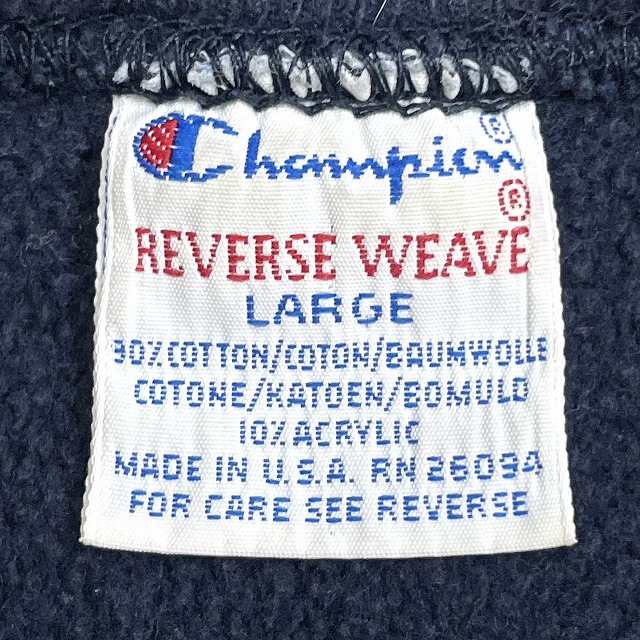 Champion®
®
REVERSE WEAVE
LARGE
90% COTTON/COTON/BAUMWOLLE
COTONE/KATOEN/BOMULD
10% ACRYLIC
MADE IN U.S.A. RN 26094
FOR CARE SEE REVERSE